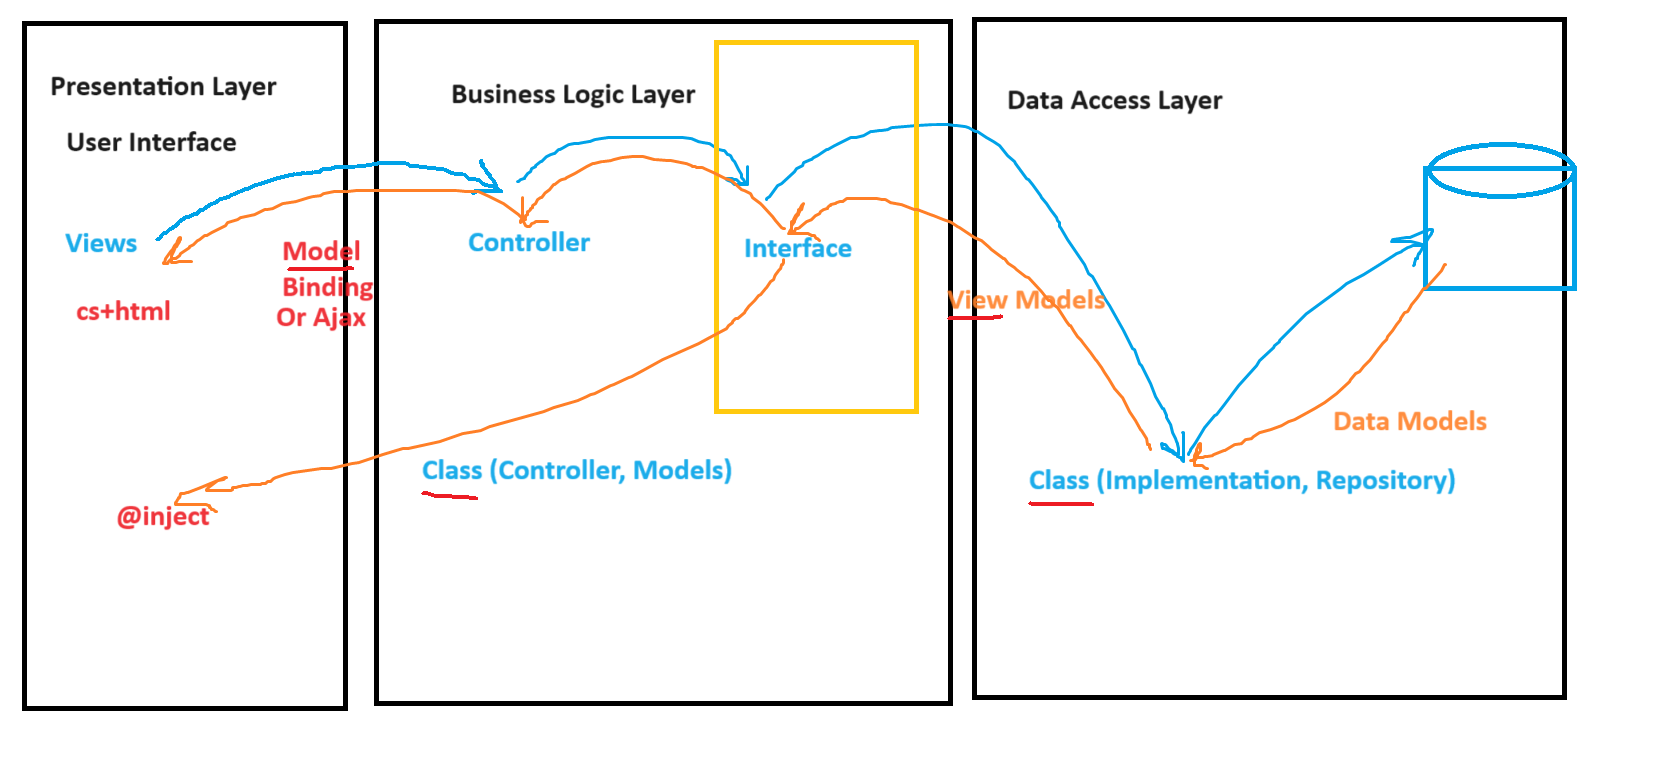 Presentation Layer
User Interface
Views
cs+html
Model
Binding
Or Ajax
@inject
Business Logic Layer
Controller
Interface
Class (Controller, Models)
Data Access Layer
View Models
Data Models
Class (Implementation, Repository)